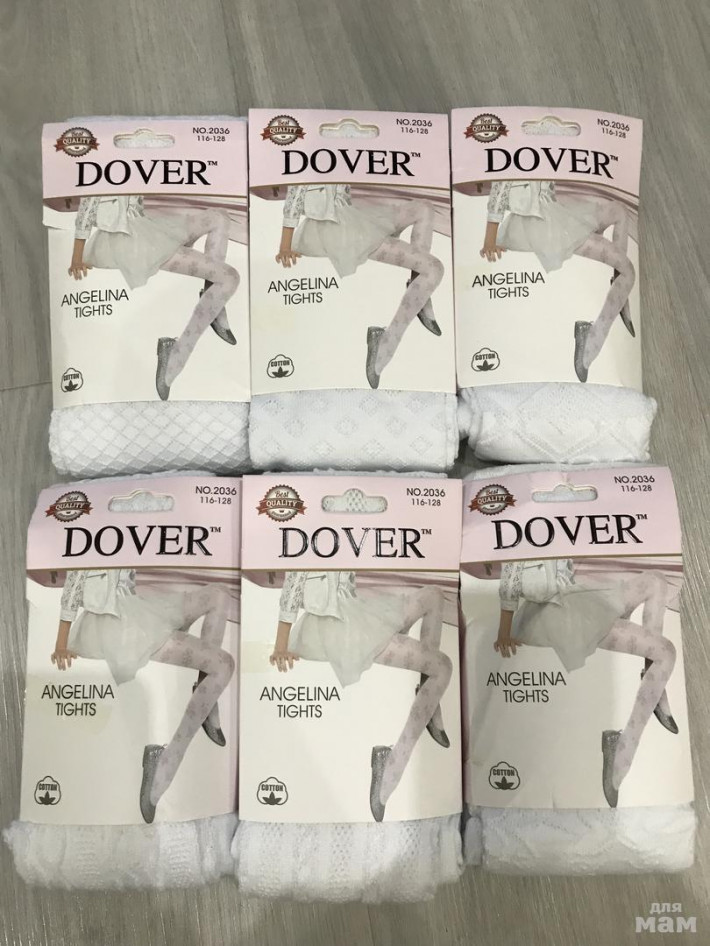 Best
QUALITY
NO.2036
116-128
DOVER™
ANGELINA
TIGHTS
COTTON
Best
QUALITY
NO.2036
116-128
DOVER™
ANGELINA
TIGHTS
COTTON
Best
QUALITY
NO.2036
116-128
DOVER™
ANGELINA
TIGHTS
COTTON
Best
QUALITY
NO.2036
116-128
DOVER™
ANGELINA
TIGHTS
COTTON
Best
QUALITY
NO.2036
116-128
DOVER™
ANGELINA
TIGHTS
COTTON
Best
QUALITY
NO.2036
116-128
DOVER™
ANGELINA
TIGHTS
COTTON
для
мам